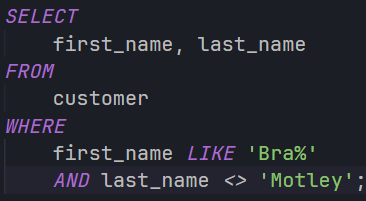 SELECT
    first_name, last_name
FROM
    customer
WHERE
    first_name LIKE 'Bra%'
    AND last_name <> 'Motley';